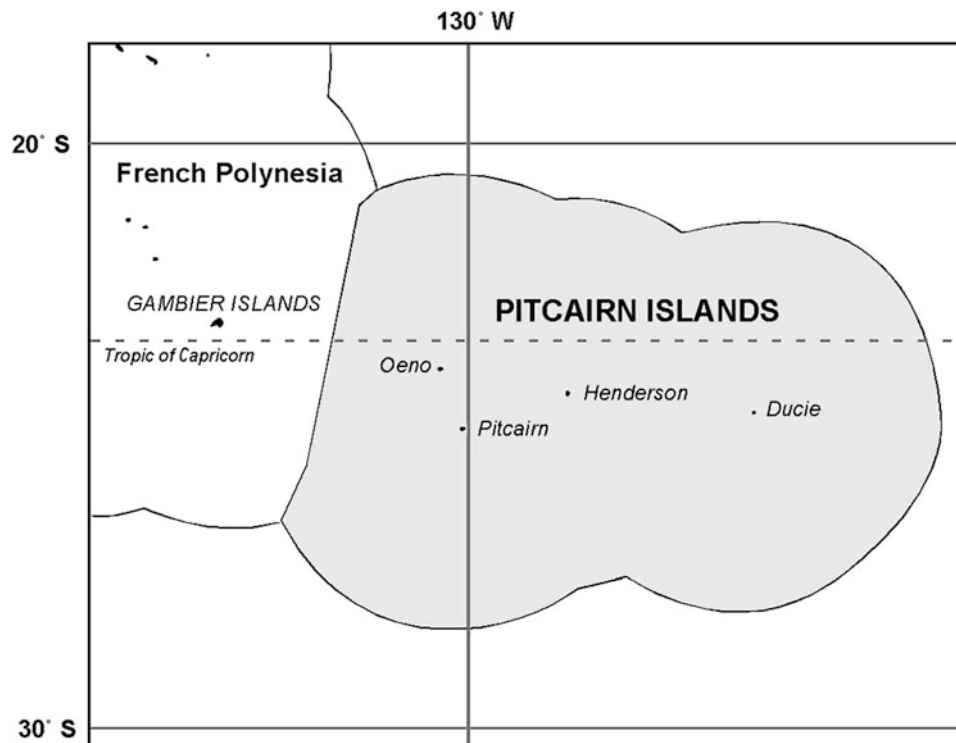 130° W
20° S
French Polynesia
GAMBIER ISLANDS
PITCAIRN ISLANDS
Tropic of Capricorn
Oeno
Henderson
Ducie
Pitcairn
30° S